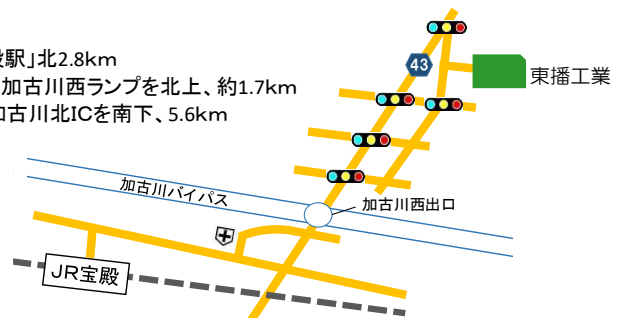 殳駅」北2.8km
加古川西ランプを北上、約1.7km
加古川北ICを南下、5.6km
43
東播工業
加古川バイパス
加古川西出口
JR宝殿